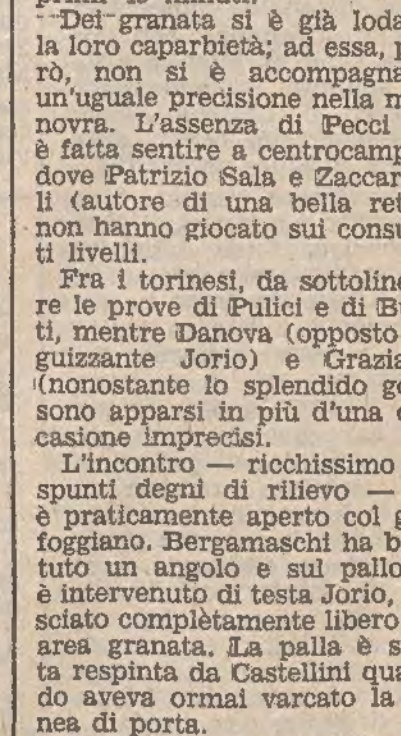 Dei granata si è già loda
la loro caparbietà; ad essa, p
rò, non si è accompagna
un'uguale precisione nella m
novra. L'assenza di Pecci
è fatta sentire a centrocamp
dove Patrizio Sala e Zaccar
li (autore di una bella ret
non hanno giocato sui consu
ti livelli.
Fra i torinesi, da sottoline
re le prove di Pulici e di Bu
ti, mentre Danova (opposto
guizzante Jorio) e Grazia
(nonostante lo splendido go
sono apparsi in più d'una
casione imprecisi.
L'incontro — ricchissimo
spunti degni di rilievo —
è praticamente aperto col g
foggiano. Bergamaschi ha b
tuto un angolo e sul pallo
è intervenuto di testa Jorio,
sciato complètamente libero
area granata. La palla è s
ta respinta da Castellini qua
do aveva ormai varcato la
nea di porta.